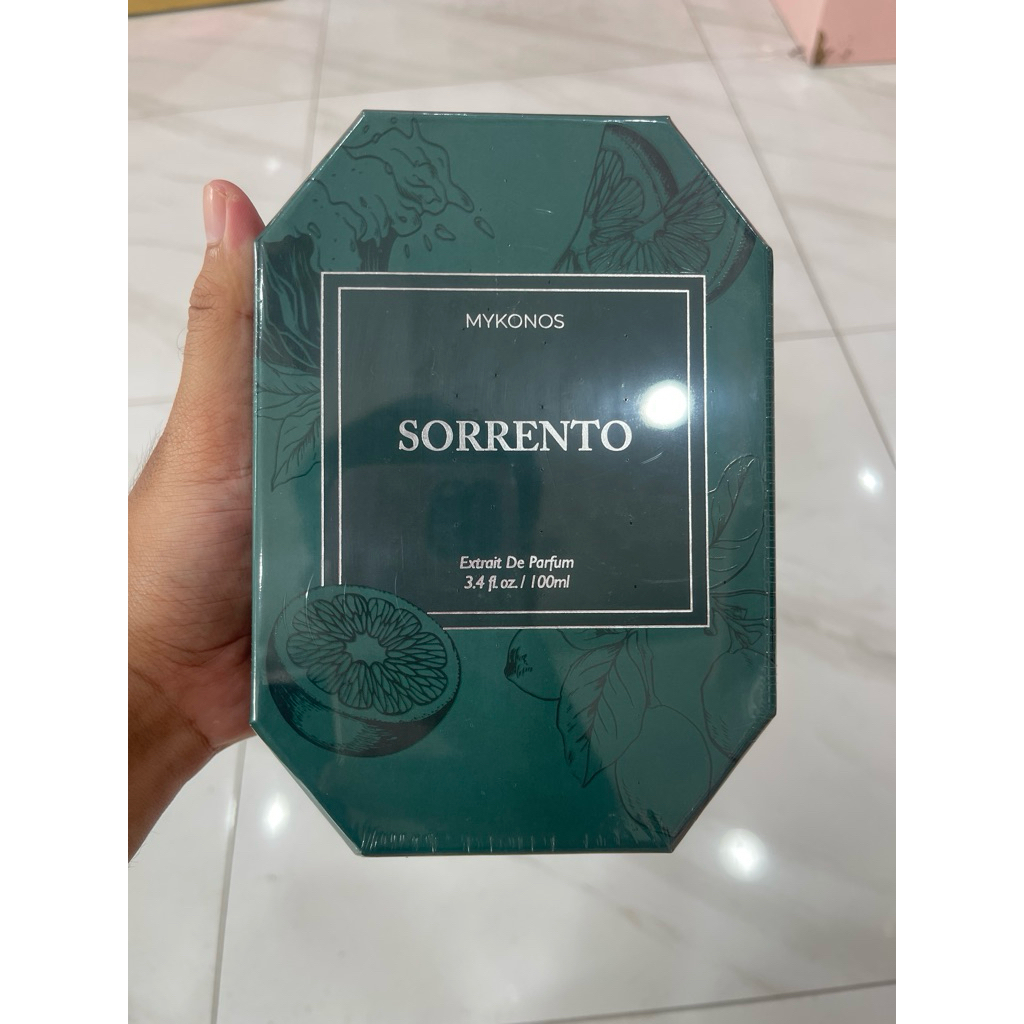 MYKONOS
SORRENTO
Extrait De Parfum
3.4 fl. oz. / 100ml